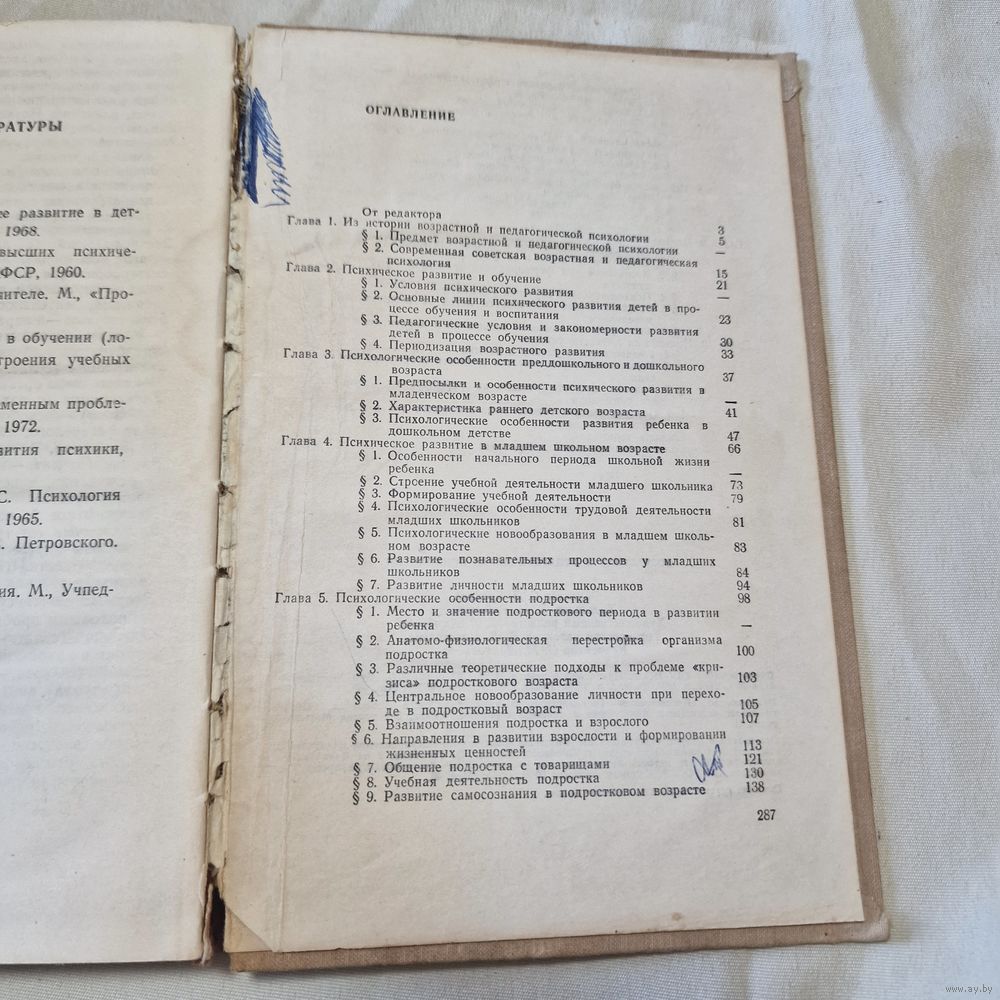 РАТУРЫ
ее развитие в дет-
1968.
высших психиче-
ФСР, 1960.
ителе. М., «Про-
в обучении (ло-
троения учебных
менным пробле-
1972.
вития психики,
С. Психология
1965.
. Петровского.
ия. М., Учпед-
ОГЛАВЛЕНИЕ
От редактора 3
Глава 1. Из истории возрастной и педагогической психологии 5
§ 1. Предмет возрастной и педагогической психологии —
§ 2. Современная советская возрастная и педагогическая
психология 15
Глава 2. Психическое развитие и обучение 21
§ 1. Условия психического развития —
§ 2. Основные линии психического развития детей в про-
цессе обучения и воспитания 23
§ 3. Педагогические условия и закономерности развития
детей в процессе обучения 30
§ 4. Периодизация возрастного развития 33
Глава 3. Психологические особенности преддошкольного и дошкольного
возраста 37
§ 1. Предпосылки и особенности психического развития в
младенческом возрасте —
§ 2. Характеристика раннего детского возраста 41
§ 3. Психологические особенности развития ребенка в
дошкольном детстве 47
Глава 4. Психическое развитие в младшем школьном возрасте 66
§ 1. Особенности начального периода школьной жизни
ребенка —
§ 2. Строение учебной деятельности младшего школьника 73
§ 3. Формирование учебной деятельности 79
§ 4. Психологические особенности трудовой деятельности
младших школьников 81
§ 5. Психологические новообразования в младшем школь-
ном возрасте 83
§ 6. Развитие познавательных процессов у младших
школьников 84
§ 7. Развитие личности младших школьников 94
Глава 5. Психологические особенности подростка 98
§ 1. Место и значение подросткового периода в развитии
ребенка —
§ 2. Анатомо-физиологическая перестройка организма
подростка 100
§ 3. Различные теоретические подходы к проблеме «кри-
зиса» подросткового возраста 103
§ 4. Центральное новообразование личности при перехо-
де в подростковый возраст 105
§ 5. Взаимоотношения подростка и взрослого 107
§ 6. Направления в развитии взрослости и формировании
жизненных ценностей 113
§ 7. Общение подростка с товарищами 121
§ 8. Учебная деятельность подростка 130
§ 9. Развитие самосознания в подростковом возрасте 138
287
www.ay.by